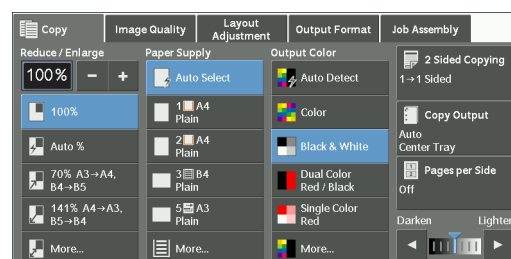 Copy
Image Quality
Layout
Adjustment
Output Format
Job Assembly
Reduce / Enlarge
100%
−
+
100%
Auto %
70% A3→A4,
B4→B5
141% A4→A3,
B5→B4
More...
Paper Supply
Auto Select
1 A4
Plain
2 A4
Plain
3 B4
Plain
5 A3
Plain
More...
Output Color
Auto Detect
Color
Black & White
Dual Color
Red / Black
Single Color
Red
More...
2 Sided Copying
1→1 Sided
Copy Output
Auto
Center Tray
Pages per Side
Off
Darken
Lighte